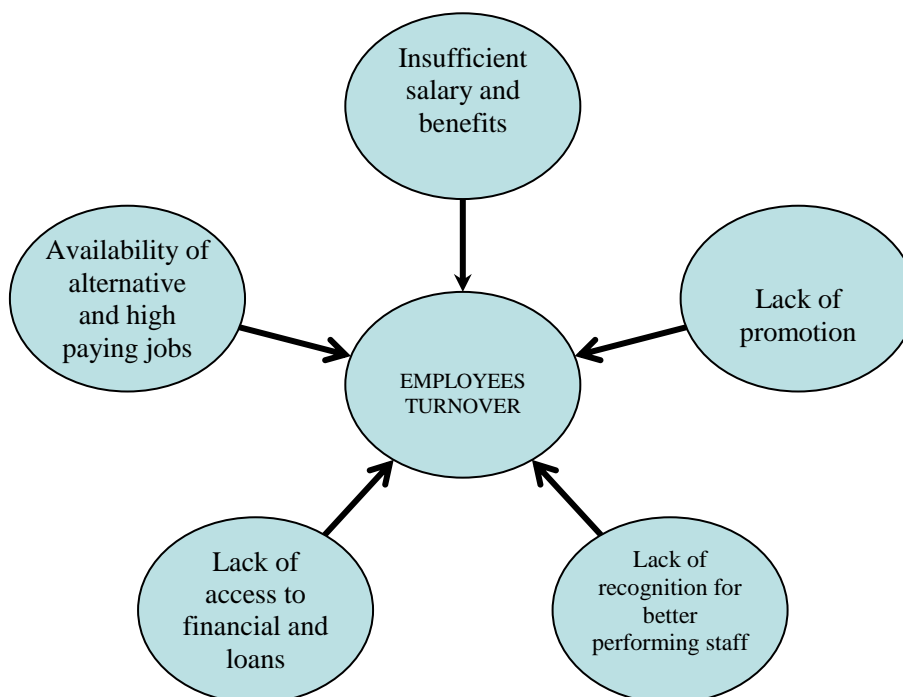 Insufficient
salary and
benefits
Availability of
alternative
and high
paying jobs
Lack of
promotion
EMPLOYEES
TURNOVER
Lack of
access to
financial and
loans
Lack of
recognition for
better
performing staff